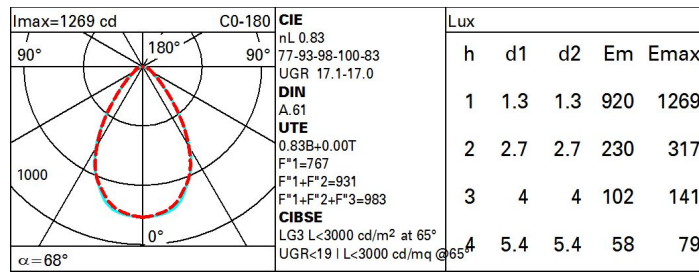 Imax=1269 cd C0-180
90° 180° 90°
1000
0°
α=68°
CIE
nL 0.83
77-93-98-100-83
UGR 17.1-17.0
DIN
A.61
UTE
0.83B+0.00T
F"1=767
F"1+F"2=931
F"1+F"2+F"3=983
CIBSE
LG3 L<3000 cd/m² at 65°
UGR<19 | L<3000 cd/mq @65°
Lux
h d1 d2 Em Emax
1 1.3 1.3 920 1269
2 2.7 2.7 230 317
3 4 4 102 141
4 5.4 5.4 58 79